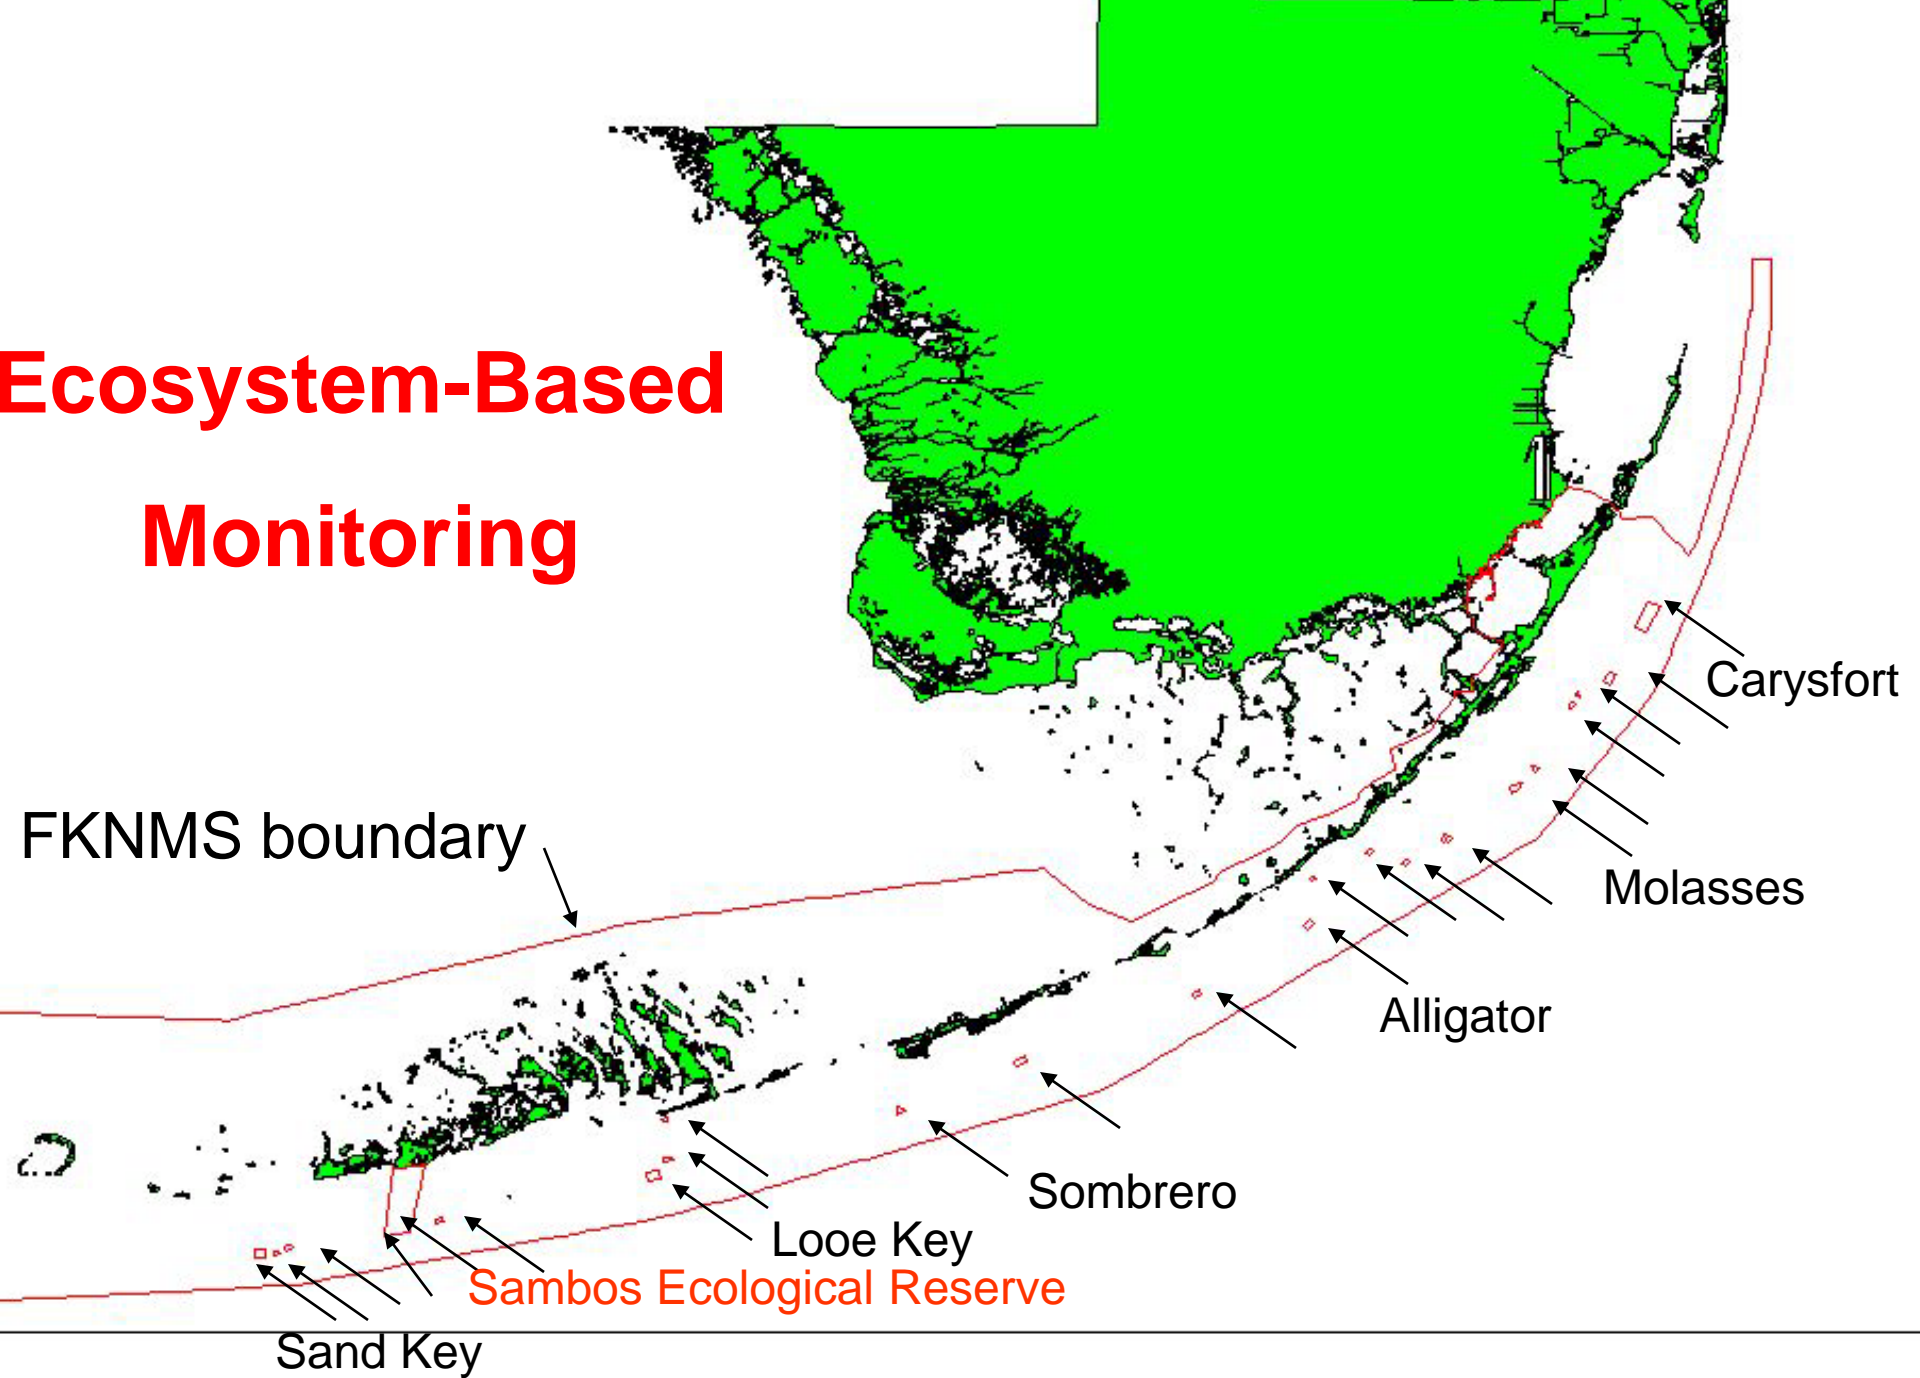 Ecosystem-Based
Monitoring
Carysfort
FKNMS boundary
Molasses
Alligator
Sombrero
Looe Key
Sambos Ecological Reserve
Sand Key